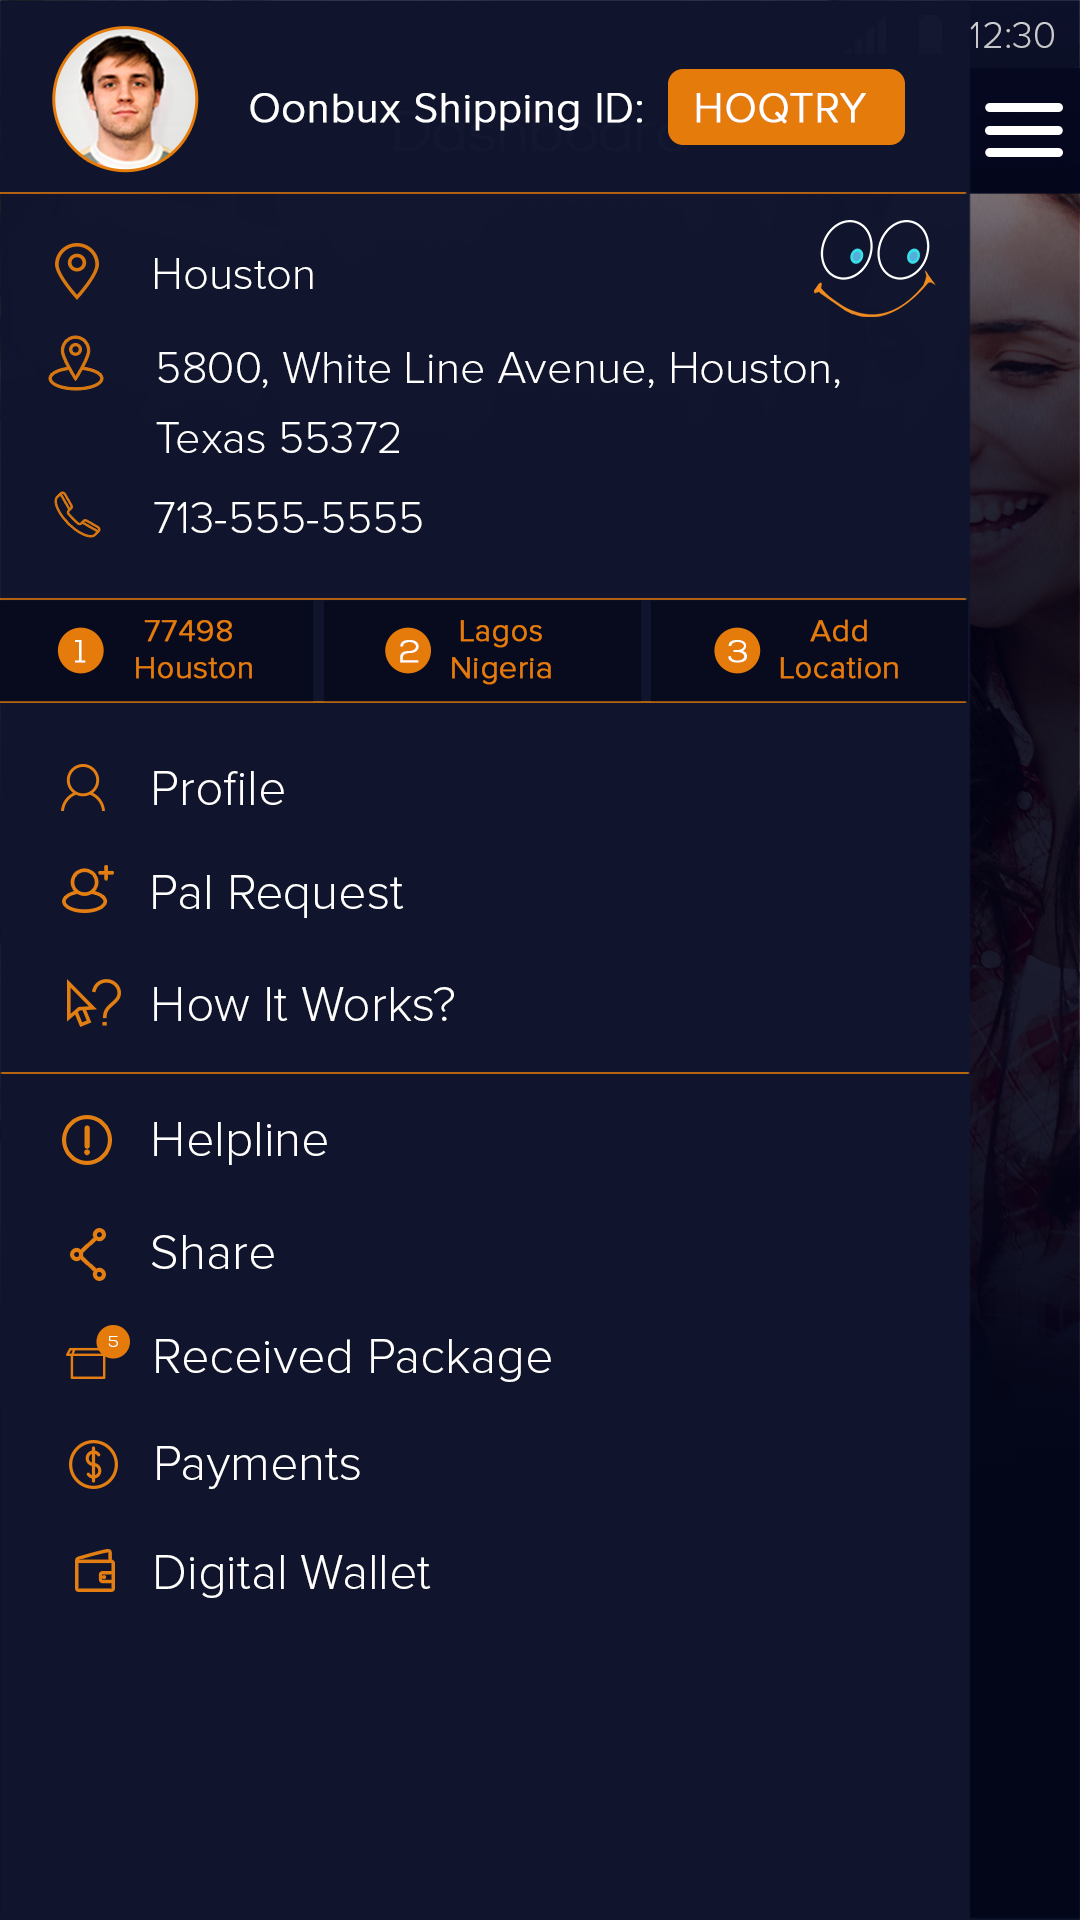 12:30
Oonbux Shipping ID: HOQTRY
Dashboard
Houston
5800, White Line Avenue, Houston,
Texas 55372
713-555-5555
1 77498
Houston
2 Lagos
Nigeria
3 Add
Location
Profile
Pal Request
How It Works?
Helpline
Share
5
Received Package
Payments
Digital Wallet